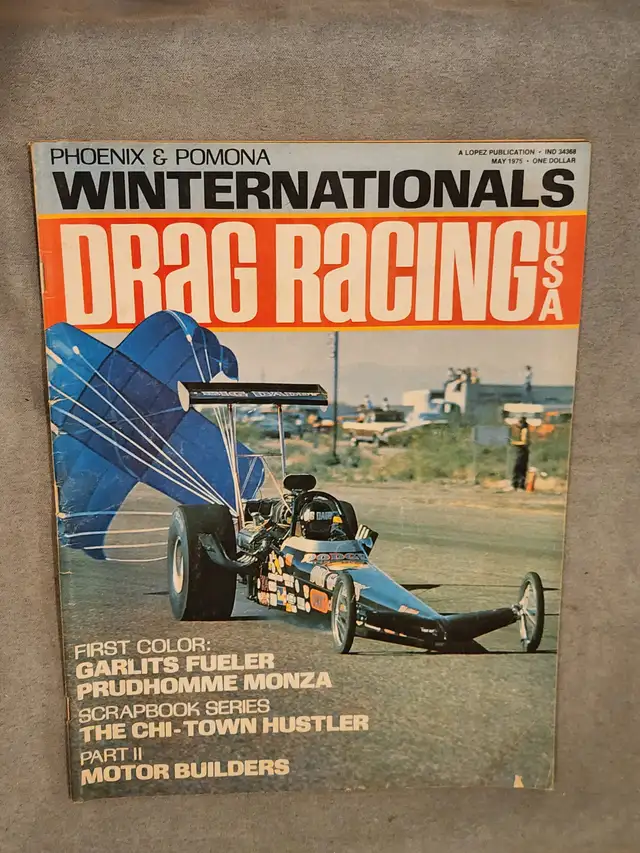 PHOENIX & POMONA
A LOPEZ PUBLICATION • IND 34368
MAY 1975 • ONE DOLLAR
WINTERNATIONALS
DRAG RACING USA
DODGE
FIRST COLOR:
GARLITS FUELER
PRUDHOMME MONZA
SCRAPBOOK SERIES
THE CHI-TOWN HUSTLER
PART II
MOTOR BUILDERS